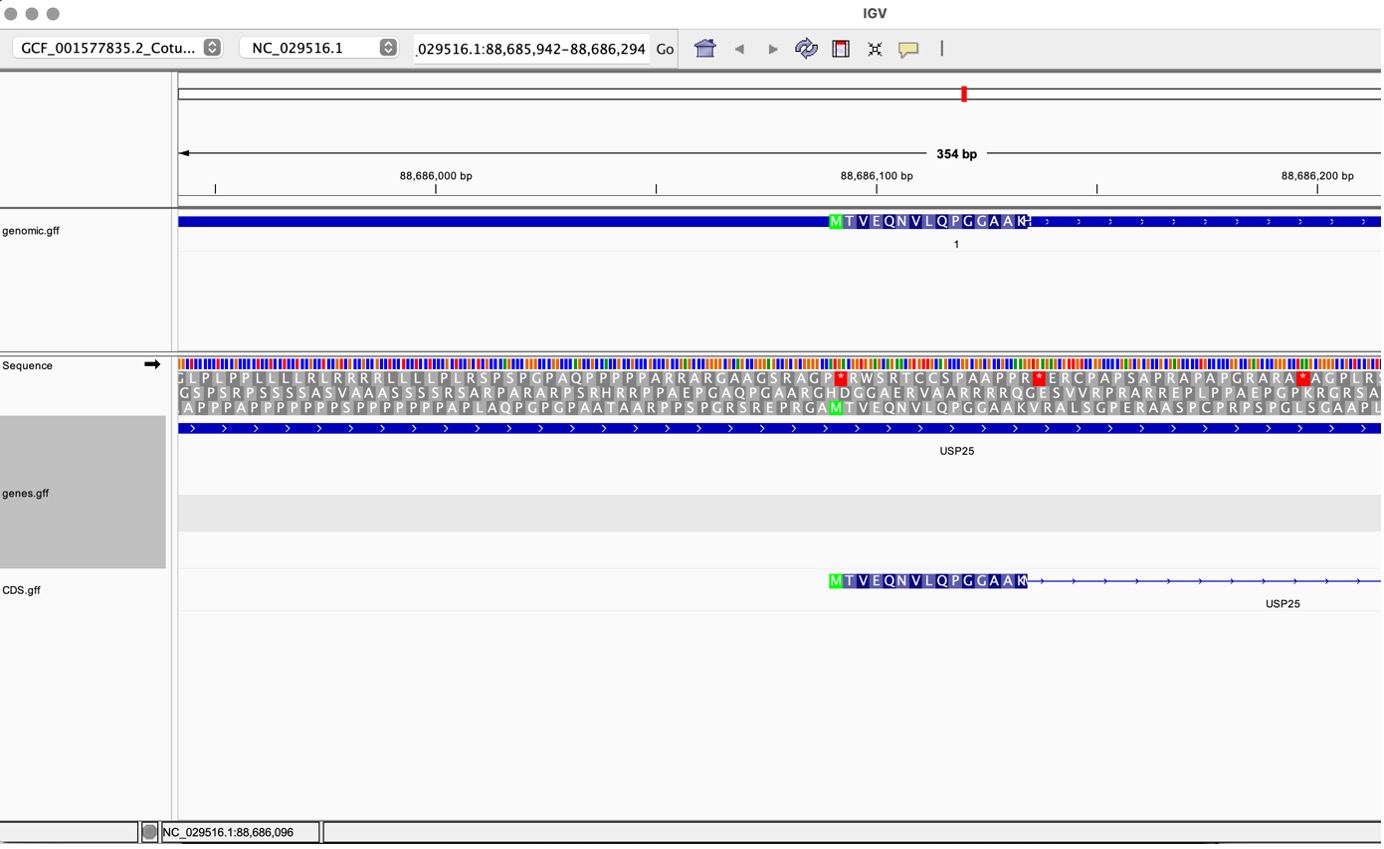 IGV
GCF_001577835.2_Cotu... NC_029516.1 .029516.1:88,685,942–88,686,294 Go
354 bp
88,686,000 bp 88,686,100 bp 88,686,200 bp
genomic.gff
MTVEQNVLQPGGAAK
1
Sequence
GLPLPPLLLLRLRRRRLLLLPLRSPSPGPAQPPPPPARRARGAAGSRAGP*RWSRTCCSPAAPPR*ERCPAPSAPRAPAPGRARA*AGPLRS
GSPSRPSSSSASVAAASSSSRSARPARARPSRHRRPPAEPGAQPGAARGHDGGAERVAARRRRQGESVVRPRARREPLPPAEPGPKRGRSA
APPPAPPPPPPPSPPPPPPPAPLAQPGPGPAATAARPPSPGRSREPRGAMTVEQNVLQPGGAAKVRALSGPERAASPCPRPSPGLSGAAPL
USP25
genes.gff
CDS.gff
MTVEQNVLQPGGAAK
USP25
NC_029516.1:88,686,096